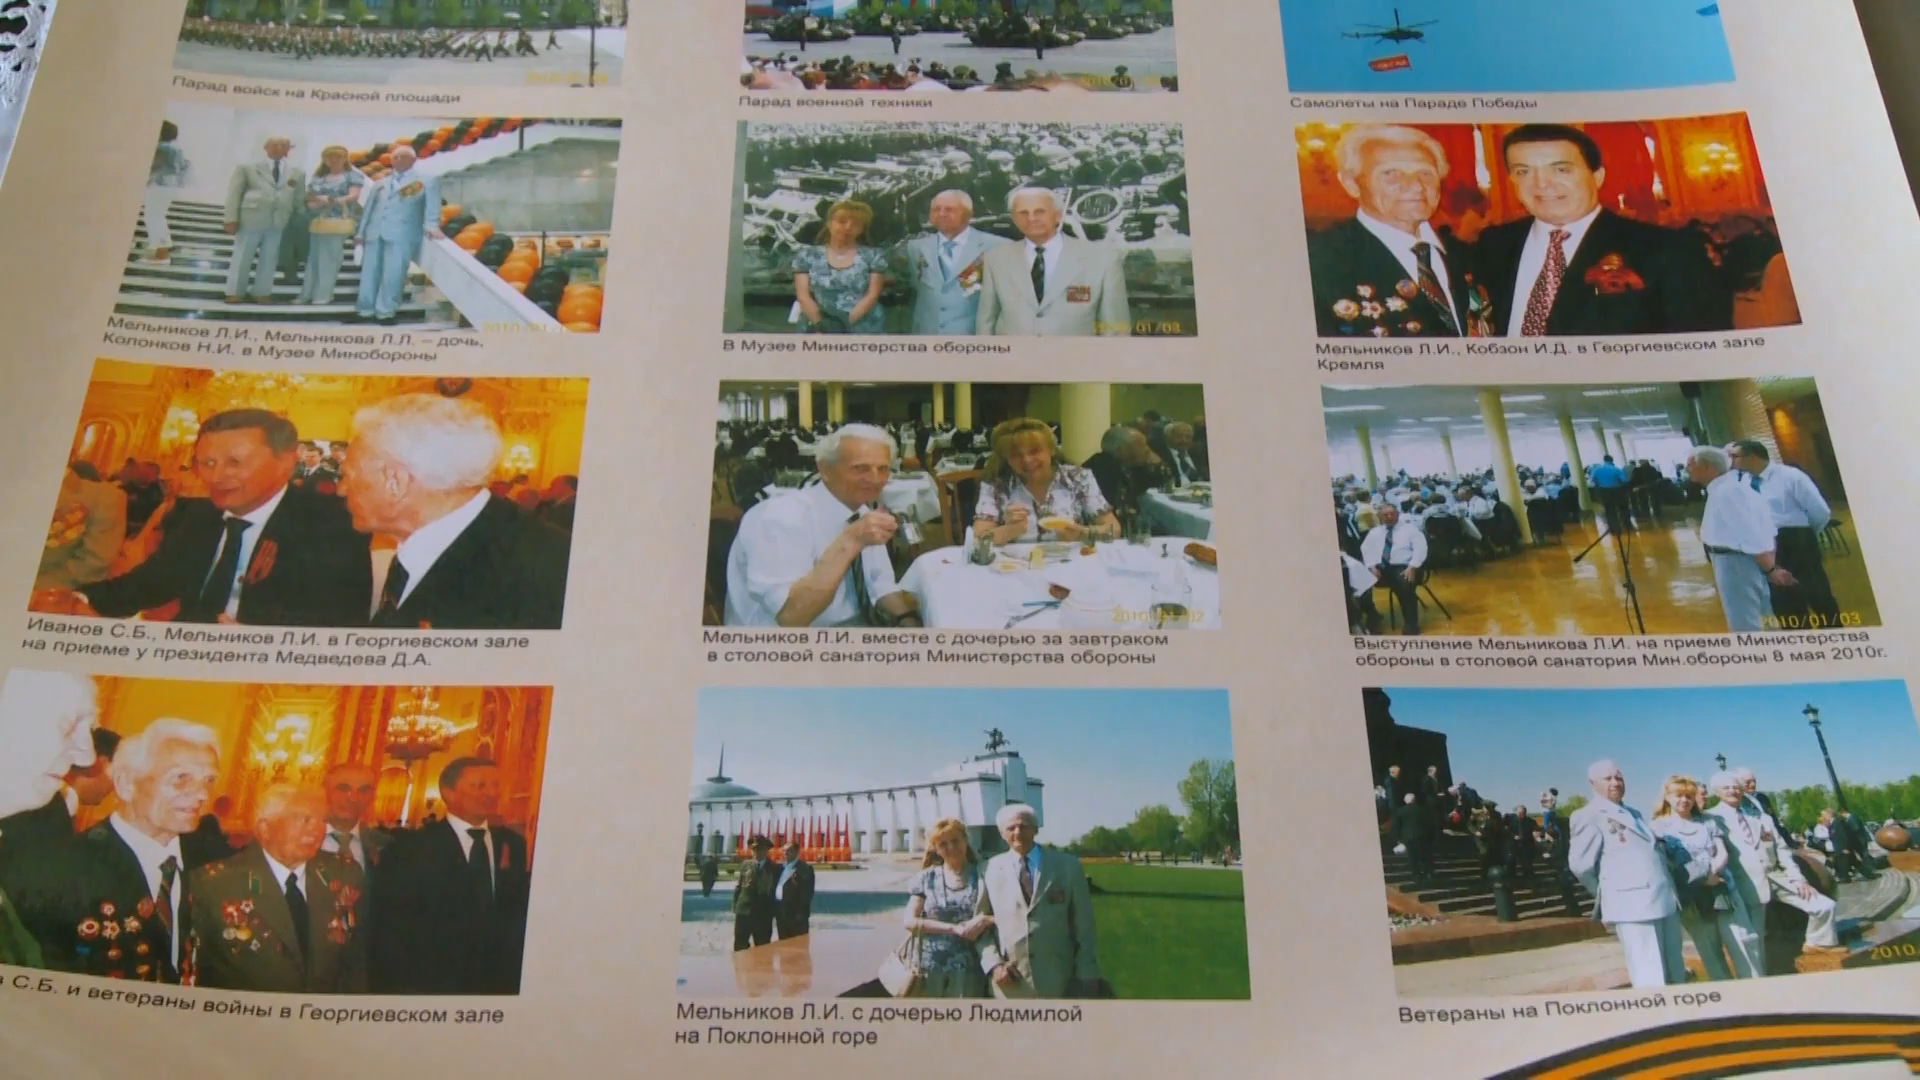 Парад войск на Красной площади
Парад военной техники
Самолеты на Параде Победы
Мельников Л.И., Мельникова Л.Л. – дочь,
Колонков Н.И. в Музее Минобороны
2010/01/03
В Музее Министерства обороны
Мельников Л.И., Кобзон И.Д. в Георгиевском зале
Кремля
Иванов С.Б., Мельников Л.И. в Георгиевском зале
на приеме у президента Медведева Д.А.
2010/01/02
Мельников Л.И. вместе с дочерью за завтраком
в столовой санатория Министерства обороны
2010/01/03
Выступление Мельникова Л.И. на приеме Министерства
обороны в столовой санатория Мин.обороны 8 мая 2010г.
в С.Б. и ветераны войны в Георгиевском зале
Мельников Л.И. с дочерью Людмилой
на Поклонной горе
2010
Ветераны на Поклонной горе